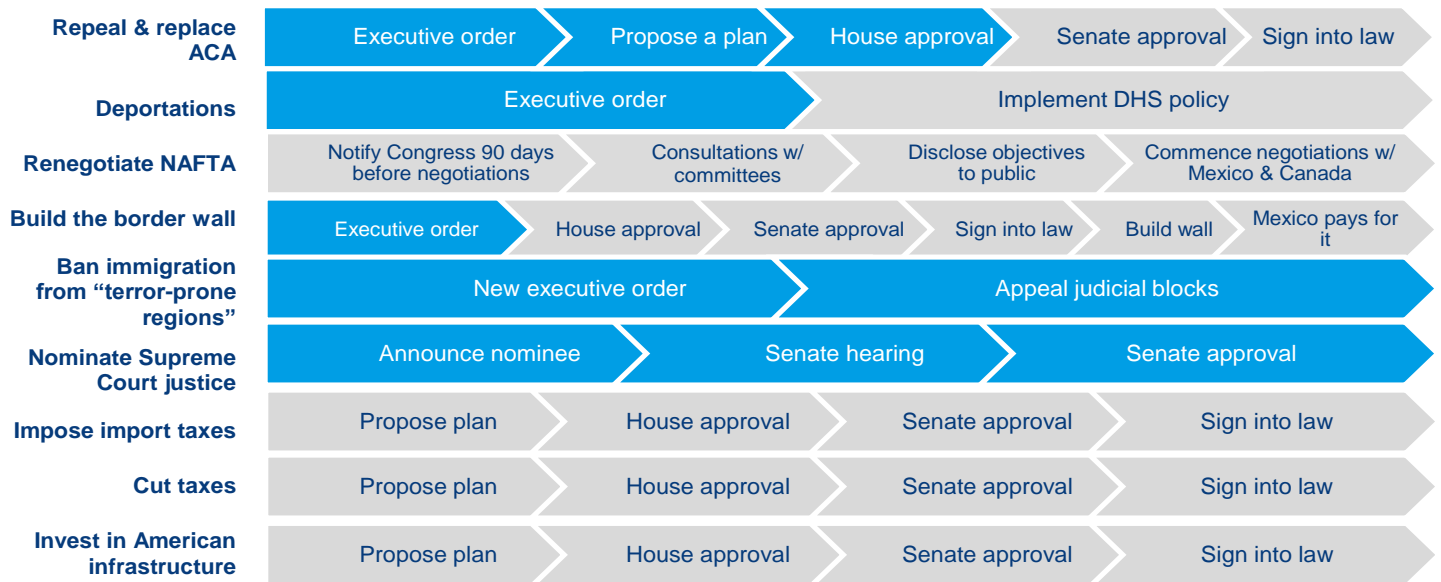 Repeal & replace
ACA
Executive order
Propose a plan
House approval
Senate approval
Sign into law
Deportations
Executive order
Implement DHS policy
Renegotiate NAFTA
Notify Congress 90 days
before negotiations
Consultations w/
committees
Disclose objectives
to public
Commence negotiations w/
Mexico & Canada
Build the border wall
Executive order
House approval
Senate approval
Sign into law
Build wall
Mexico pays for
it
Ban immigration
from “terror-prone
regions”
New executive order
Appeal judicial blocks
Nominate Supreme
Court justice
Announce nominee
Senate hearing
Senate approval
Impose import taxes
Propose plan
House approval
Senate approval
Sign into law
Cut taxes
Propose plan
House approval
Senate approval
Sign into law
Invest in American
infrastructure
Propose plan
House approval
Senate approval
Sign into law